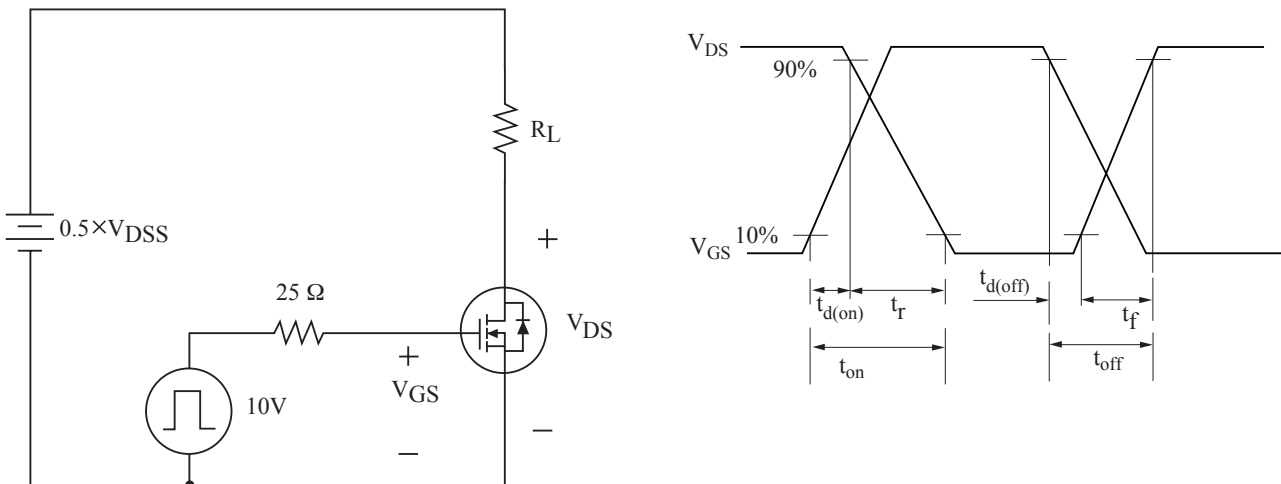 R_L
0.5×V_DSS
+
25 Ω
V_DS
+
V_GS
10V
−
−
V_DS
90%
V_GS
10%
t_d(on)
t_r
t_d(off)
t_f
t_on
t_off